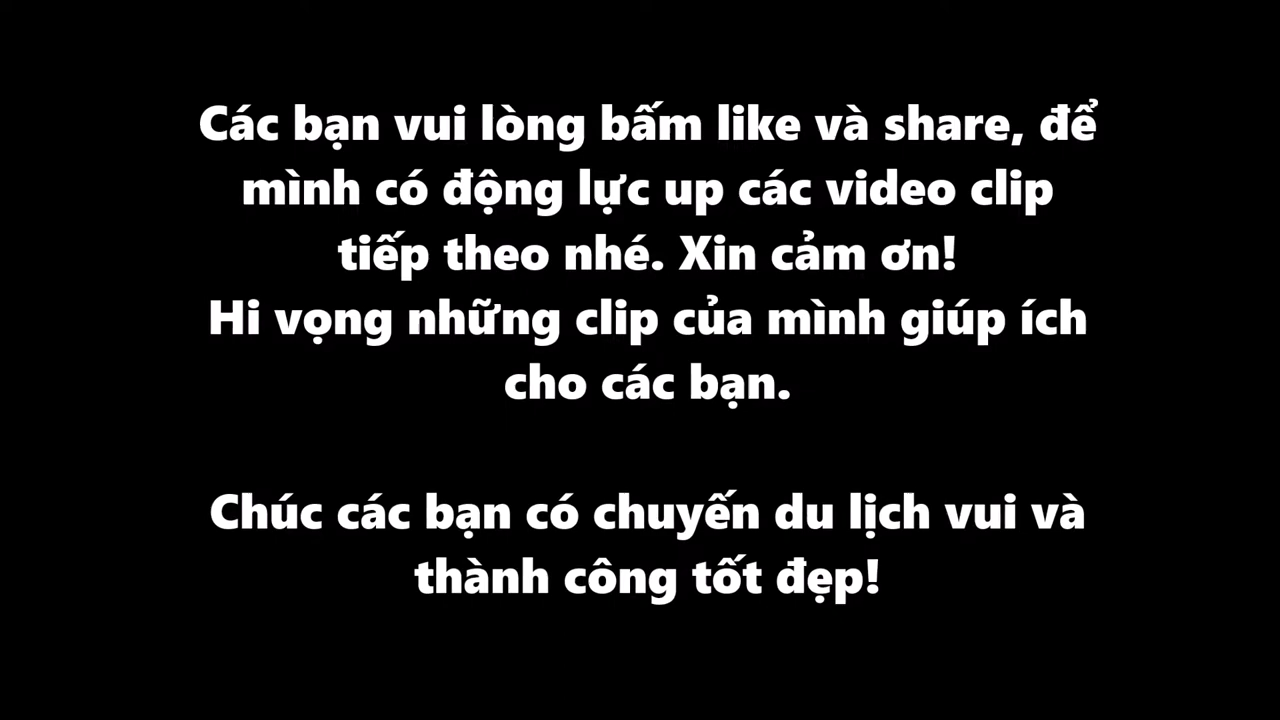 Các bạn vui lòng bấm like và share, để
mình có động lực up các video clip
tiếp theo nhé. Xin cảm ơn!
Hi vọng những clip của mình giúp ích
cho các bạn.
Chúc các bạn có chuyến du lịch vui và
thành công tốt đẹp!